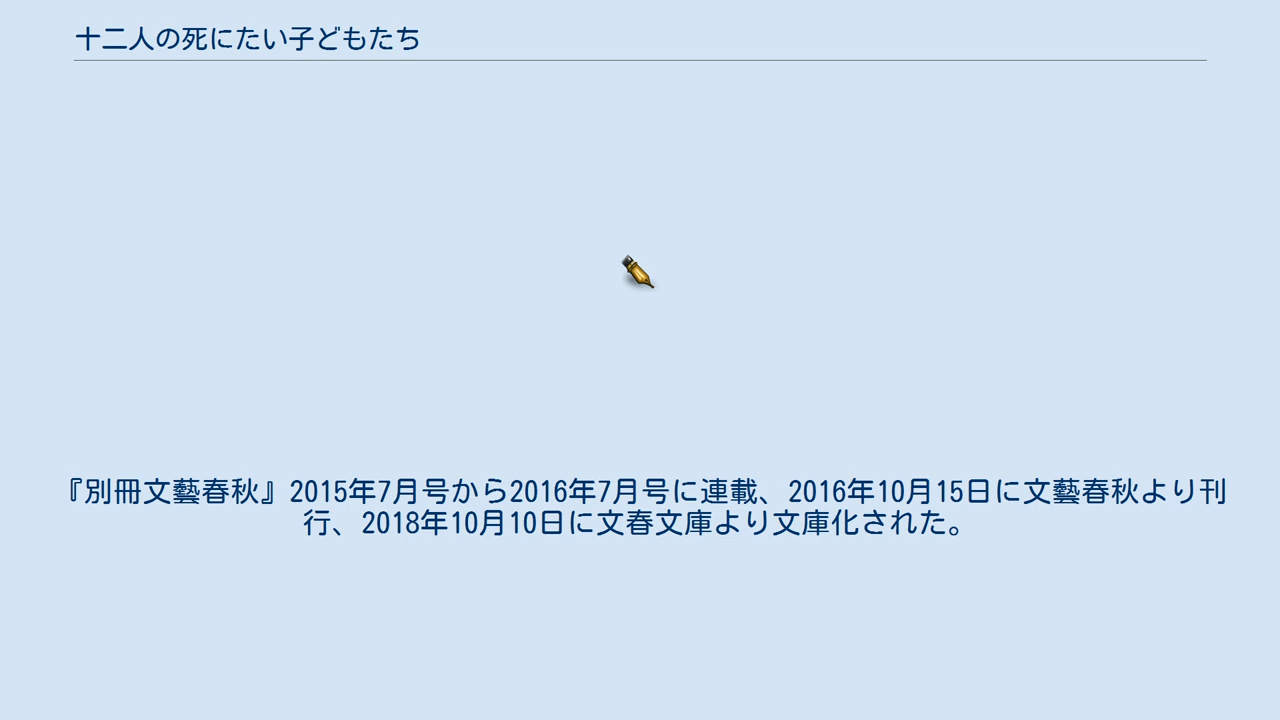 十二人の死にたい子どもたち
『別冊文藝春秋』2015年7月号から2016年7月号に連載、2016年10月15日に文藝春秋より刊
行、2018年10月10日に文春文庫より文庫化された。